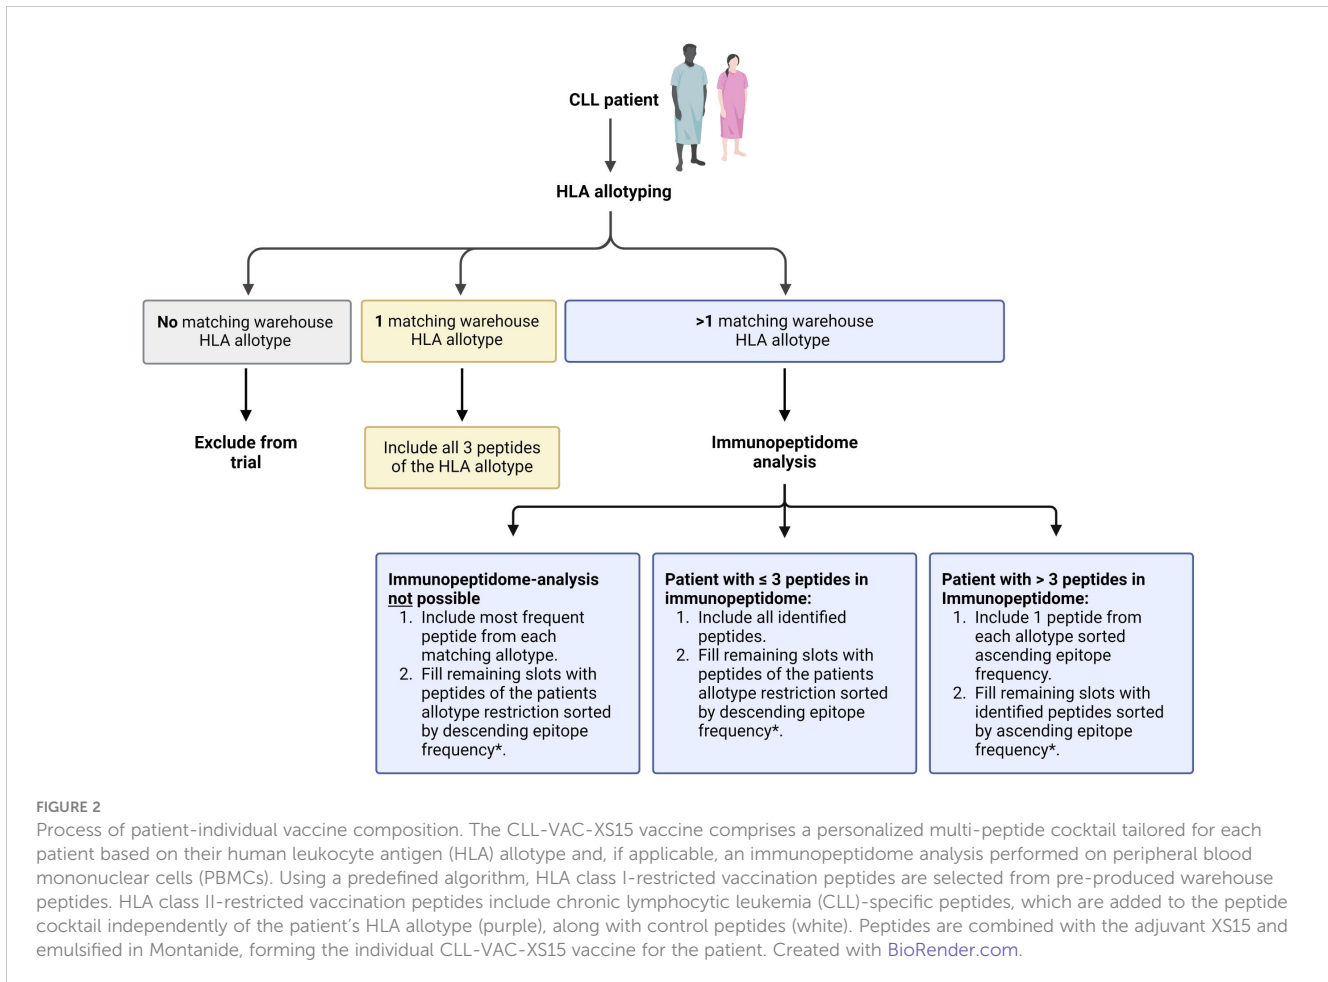 CLL patient
HLA allotyping
No matching warehouse
HLA allotype
1 matching warehouse
HLA allotype
>1 matching warehouse
HLA allotype
Exclude from
trial
Include all 3 peptides
of the HLA allotype
Immunopeptidome
analysis
Immunopeptidome-analysis
not possible
1. Include most frequent
peptide from each
matching allotype.
2. Fill remaining slots with
peptides of the patients
allotype restriction sorted
by descending epitope
frequency*.
Patient with ≤ 3 peptides in
immunopeptidome:
1. Include all identified
peptides.
2. Fill remaining slots with
peptides of the patients
allotype restriction sorted
by descending epitope
frequency*.
Patient with > 3 peptides in
Immunopeptidome:
1. Include 1 peptide from
each allotype sorted
ascending epitope
frequency.
2. Fill remaining slots with
identified peptides sorted
by ascending epitope
frequency*.
FIGURE 2
Process of patient-individual vaccine composition. The CLL-VAC-XS15 vaccine comprises a personalized multi-peptide cocktail tailored for each
patient based on their human leukocyte antigen (HLA) allotype and, if applicable, an immunopeptidome analysis performed on peripheral blood
mononuclear cells (PBMCs). Using a predefined algorithm, HLA class I-restricted vaccination peptides are selected from pre-produced warehouse
peptides. HLA class II-restricted vaccination peptides include chronic lymphocytic leukemia (CLL)-specific peptides, which are added to the peptide
cocktail independently of the patient's HLA allotype (purple), along with control peptides (white). Peptides are combined with the adjuvant XS15 and
emulsified in Montanide, forming the individual CLL-VAC-XS15 vaccine for the patient. Created with BioRender.com.